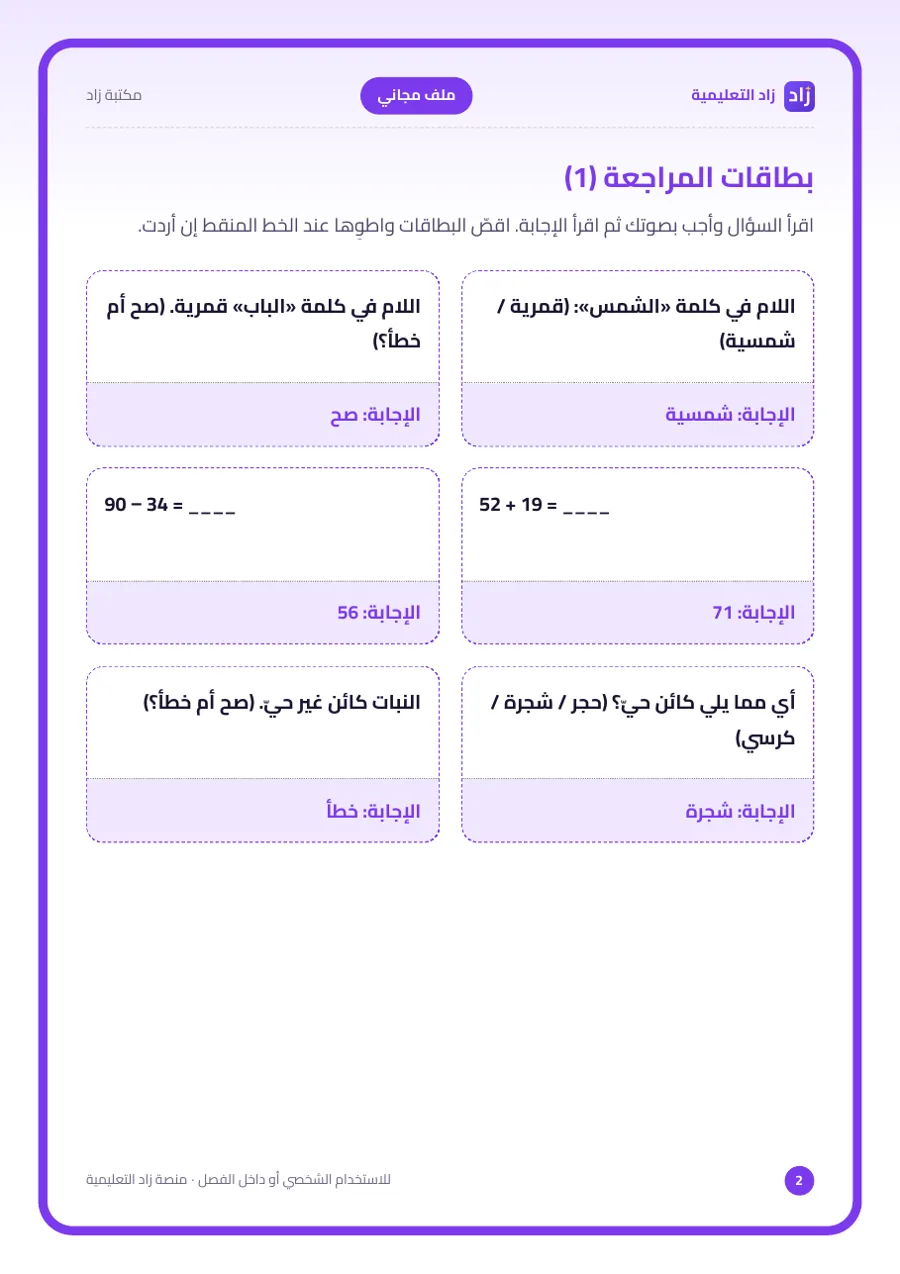 زاد
زاد التعليمية
ملف مجاني
مكتبة زاد
بطاقات المراجعة (1)
اقرأ السؤال وأجب بصوتك ثم اقرأ الإجابة. اقصّ البطاقات واطوِها عند الخط المنقط إن أردت.
اللام في كلمة «الشمس»: (قمرية /
شمسية)
الإجابة: شمسية
اللام في كلمة «الباب» قمرية. (صح أم
خطأ؟)
الإجابة: صح
52 + 19 = ____
الإجابة: 71
90 − 34 = ____
الإجابة: 56
أي مما يلي كائن حيّ؟ (حجر / شجرة /
كرسي)
الإجابة: شجرة
النبات كائن غير حيّ. (صح أم خطأ؟)
الإجابة: خطأ
2
للاستخدام الشخصي أو داخل الفصل · منصة زاد التعليمية